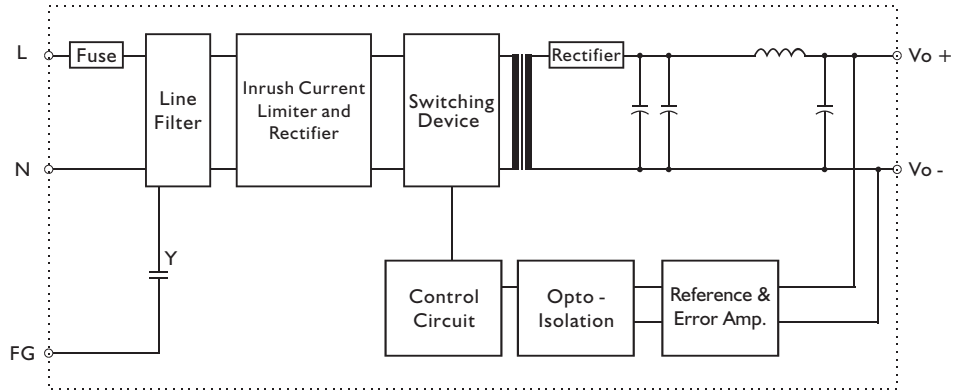 L
Fuse
Line
Filter
Inrush Current
Limiter and
Rectifier
Switching
Device
Rectifier
Vo +
N
Vo -
Y
FG
Control
Circuit
Opto -
Isolation
Reference &
Error Amp.